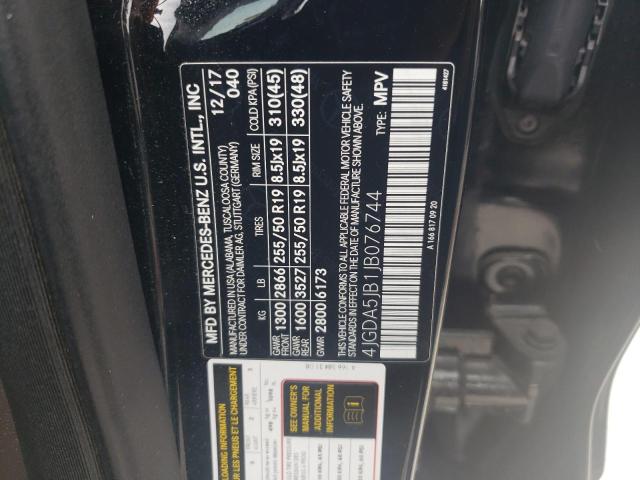 MFD BY MERCEDES-BENZ U.S. INTL., INC 12/17
MANUFACTURED IN USA (ALABAMA, TUSCALOOSA COUNTY) 040
UNDER CONTRACT FOR DAIMLER AG, STUTTGART (GERMANY)
KG LB TIRES RIM SIZE COLD KPA (PSI)
GAWR FRONT 1300 2866 255/50 R19 8.5Jx19 310(45)
GAWR REAR 1600 3527 255/50 R19 8.5Jx19 330(48)
GWR 2800 6173
THIS VEHICLE CONFORMS TO ALL APPLICABLE FEDERAL MOTOR VEHICLE SAFETY
STANDARDS IN EFFECT ON THE DATE OF MANUFACTURE SHOWN ABOVE.
4JGDA5JB1JB076744 TYPE: MPV
A 166 817 09 20
LOADING INFORMATION
SUR LES PNEUS ET LE CHARGEMENT
SEE OWNER'S
MANUAL FOR
ADDITIONAL
INFORMATION